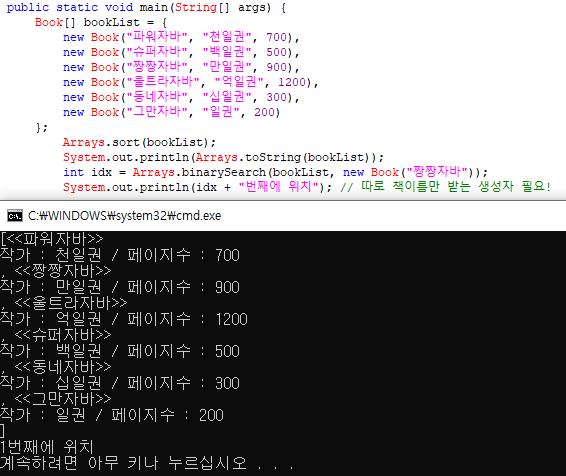 public static void main(String[] args) {
Book[] bookList = {
new Book("파워자바", "천일권", 700),
new Book("슈퍼자바", "백일권", 500),
new Book("짱짱자바", "만일권", 900),
new Book("울트라자바", "억일권", 1200),
new Book("동네자바", "십일권", 300),
new Book("그만자바", "일권", 200)
};
Arrays.sort(bookList);
System.out.println(Arrays.toString(bookList));
int idx = Arrays.binarySearch(bookList, new Book("짱짱자바"));
System.out.println(idx + "번째에 위치"); // 따로 책이름만 받는 생성자 필요!
C:₩WINDOWS₩system32₩cmd.exe
[<<파워자바>>
작가 : 천일권 / 페이지수 : 700
, <<짱짱자바>>
작가 : 만일권 / 페이지수 : 900
, <<울트라자바>>
작가 : 억일권 / 페이지수 : 1200
, <<슈퍼자바>>
작가 : 백일권 / 페이지수 : 500
, <<동네자바>>
작가 : 십일권 / 페이지수 : 300
, <<그만자바>>
작가 : 일권 / 페이지수 : 200
]
1번째에 위치
계속하려면 아무 키나 누르십시오 . . .